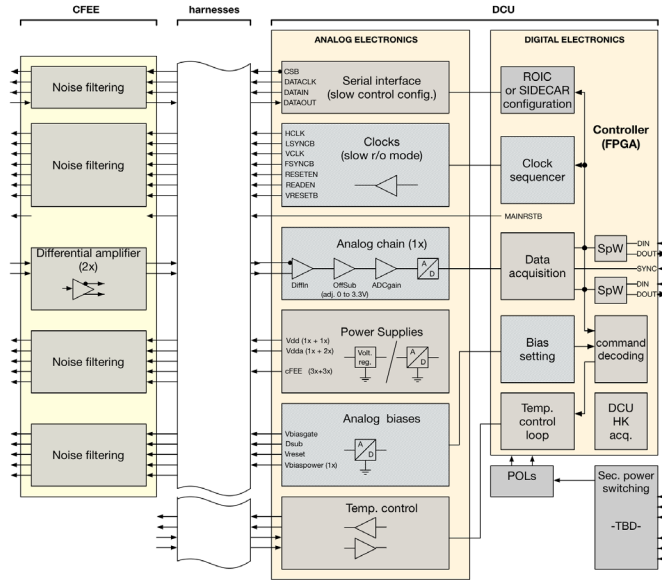 CFEE
harnesses
DCU
ANALOG ELECTRONICS
DIGITAL ELECTRONICS
Noise filtering
CSB
DATACLK
DATAIN
DATAOUT
Serial interface
(slow control config.)
ROIC
or SIDECAR
configuration
Controller
(FPGA)
Noise filtering
HCLK
LSYNCB
VCLK
FSYNCB
RESETEN
READEN
VRESETB
Clocks
(slow r/o mode)
Clock
sequencer
MAINRSTB
Differential amplifier
(2x)
Analog chain (1x)
DiffIn
OffSub
(adj. 0 to 3.3V)
ADCgain
A
D
Data
acquisition
SpW
DIN
DOUT
SYNC
SpW
DIN
DOUT
Noise filtering
Vdd (1x + 1x)
Vdda (1x + 2x)
cFEE (3x+3x)
Power Supplies
Volt.
reg.
A
D
Bias
setting
command
decoding
Noise filtering
Vbiasgate
Dsub
Vreset
Vbiaspower (1x)
Analog biases
A
D
Temp.
control
loop
DCU
HK
acq.
POLs
Sec. power
switching
-TBD-
Temp. control